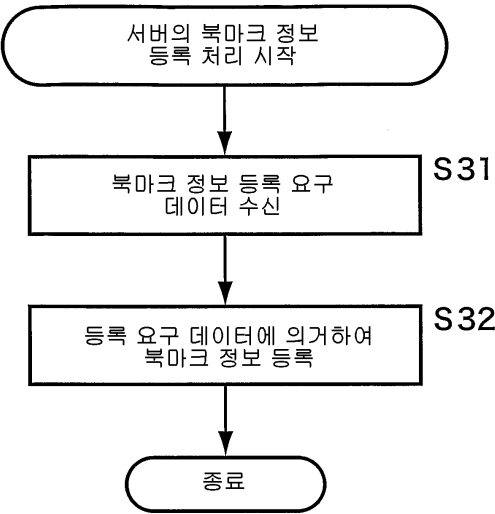 서버의 북마크 정보
등록 처리 시작
북마크 정보 등록 요구
데이터 수신
S31
등록 요구 데이터에 의거하여
북마크 정보 등록
S32
종료